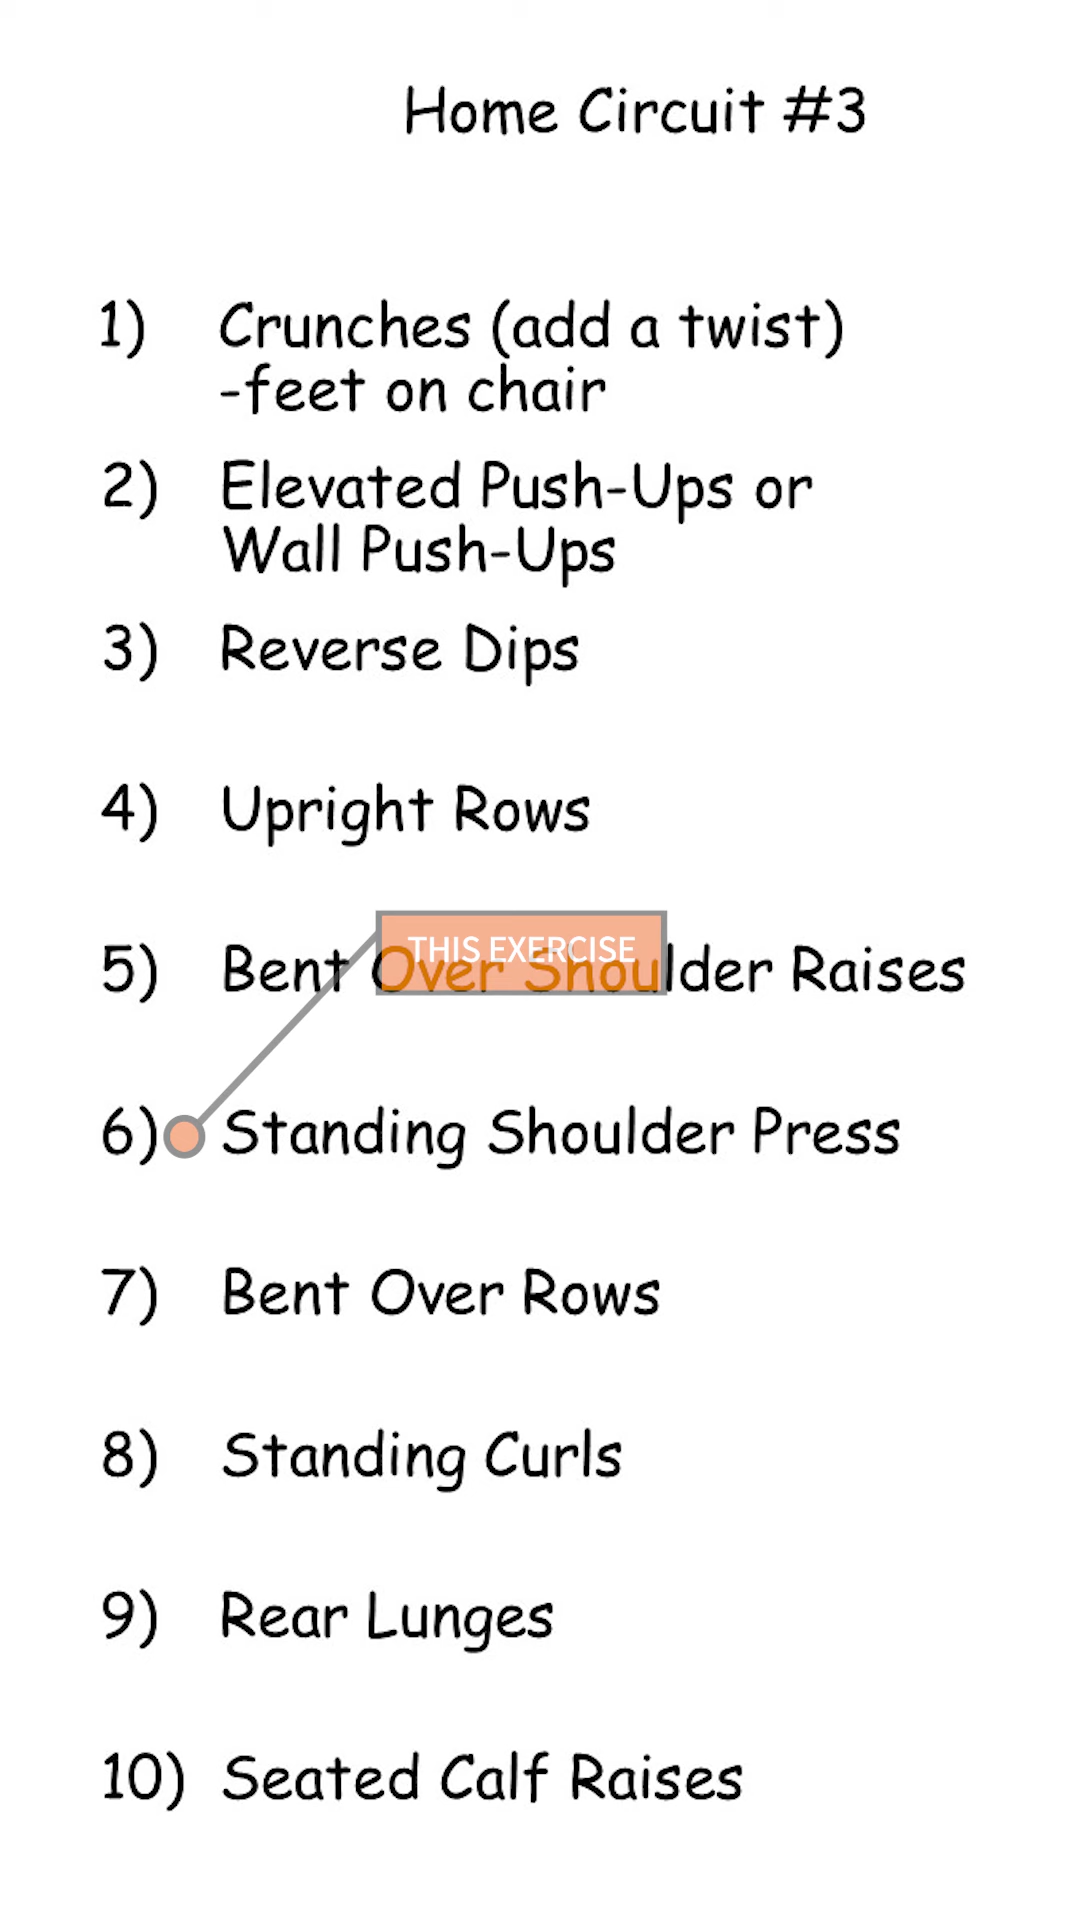 Home Circuit #3
1) Crunches (add a twist)
-feet on chair
2) Elevated Push-Ups or
Wall Push-Ups
3) Reverse Dips
4) Upright Rows
THIS EXERCISE
5) Bent Over Shoulder Raises
6) Standing Shoulder Press
7) Bent Over Rows
8) Standing Curls
9) Rear Lunges
10) Seated Calf Raises